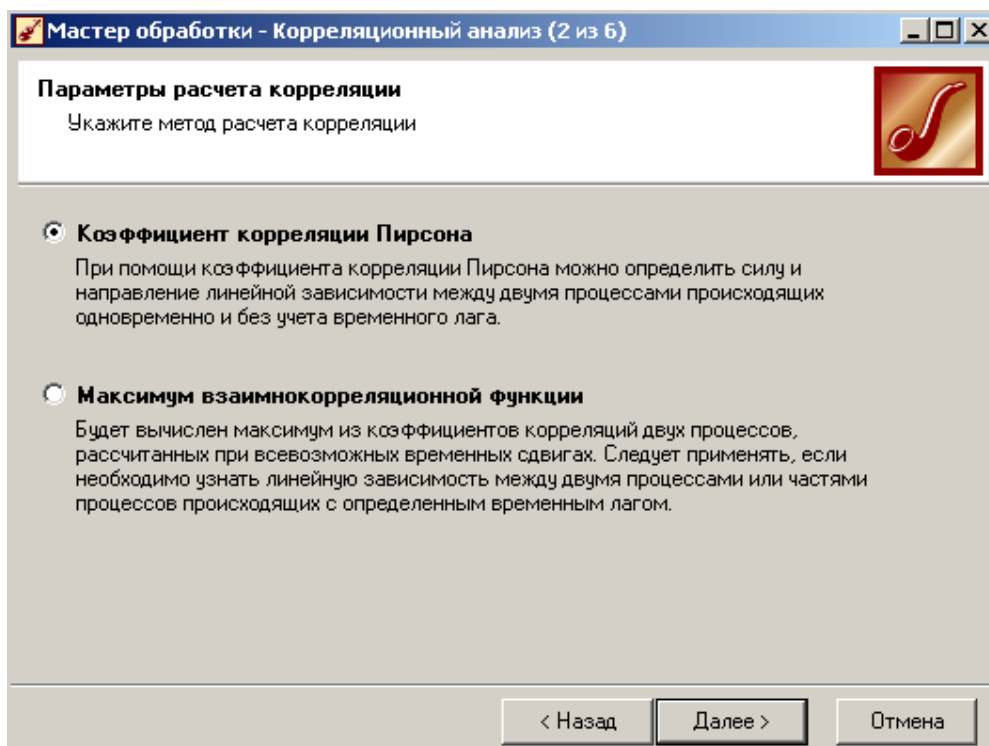 Мастер обработки - Корреляционный анализ (2 из 6)
Параметры расчета корреляции
Укажите метод расчета корреляции
Коэффициент корреляции Пирсона
При помощи коэффициента корреляции Пирсона можно определить силу и
направление линейной зависимости между двумя процессами происходящих
одновременно и без учета временного лага.
Максимум взаимнокорреляционной функции
Будет вычислен максимум из коэффициентов корреляций двух процессов,
рассчитанных при всевозможных временных сдвигах. Следует применять, если
необходимо узнать линейную зависимость между двумя процессами или частями
процессов происходящих с определенным временным лагом.
< Назад
Далее >
Отмена